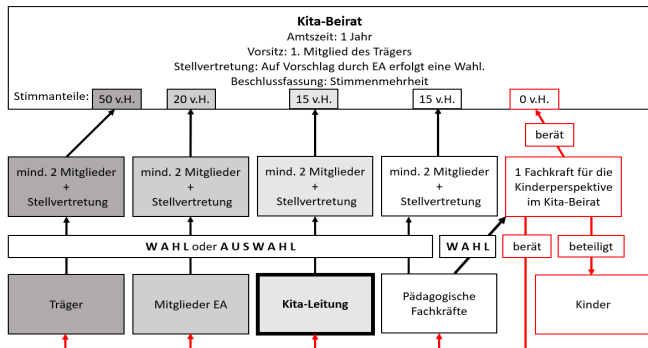 Kita-Beirat
Amtszeit: 1 Jahr
Vorsitz: 1. Mitglied des Trägers
Stellvertretung: Auf Vorschlag durch EA erfolgt eine Wahl.
Beschlussfassung: Stimmenmehrheit
Stimmanteile: 50 v.H. 20 v.H. 15 v.H. 15 v.H. 0 v.H.
berät
mind. 2 Mitglieder
+
Stellvertretung
mind. 2 Mitglieder
+
Stellvertretung
mind. 2 Mitglieder
+
Stellvertretung
mind. 2 Mitglieder
+
Stellvertretung
1 Fachkraft für die
Kinderperspektive
im Kita-Beirat
W A H L oder A U S W A H L
W A H L
berät
beteiligt
Träger
Mitglieder EA
Kita-Leitung
Pädagogische
Fachkräfte
Kinder